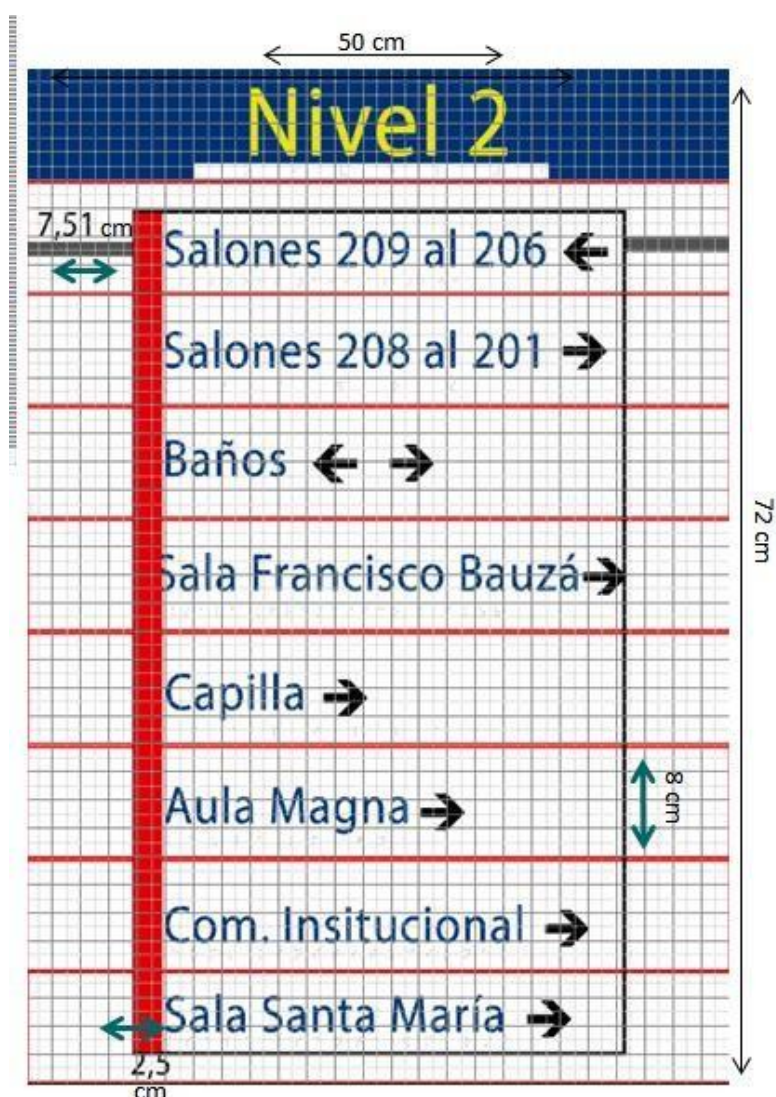 50 cm
Nivel 2
7,51 cm
Salones 209 al 206
Salones 208 al 201
Baños
72 cm
Sala Francisco Bauzá
Capilla
8 cm
Aula Magna
Com. Insitucional
Sala Santa María
2,5
cm